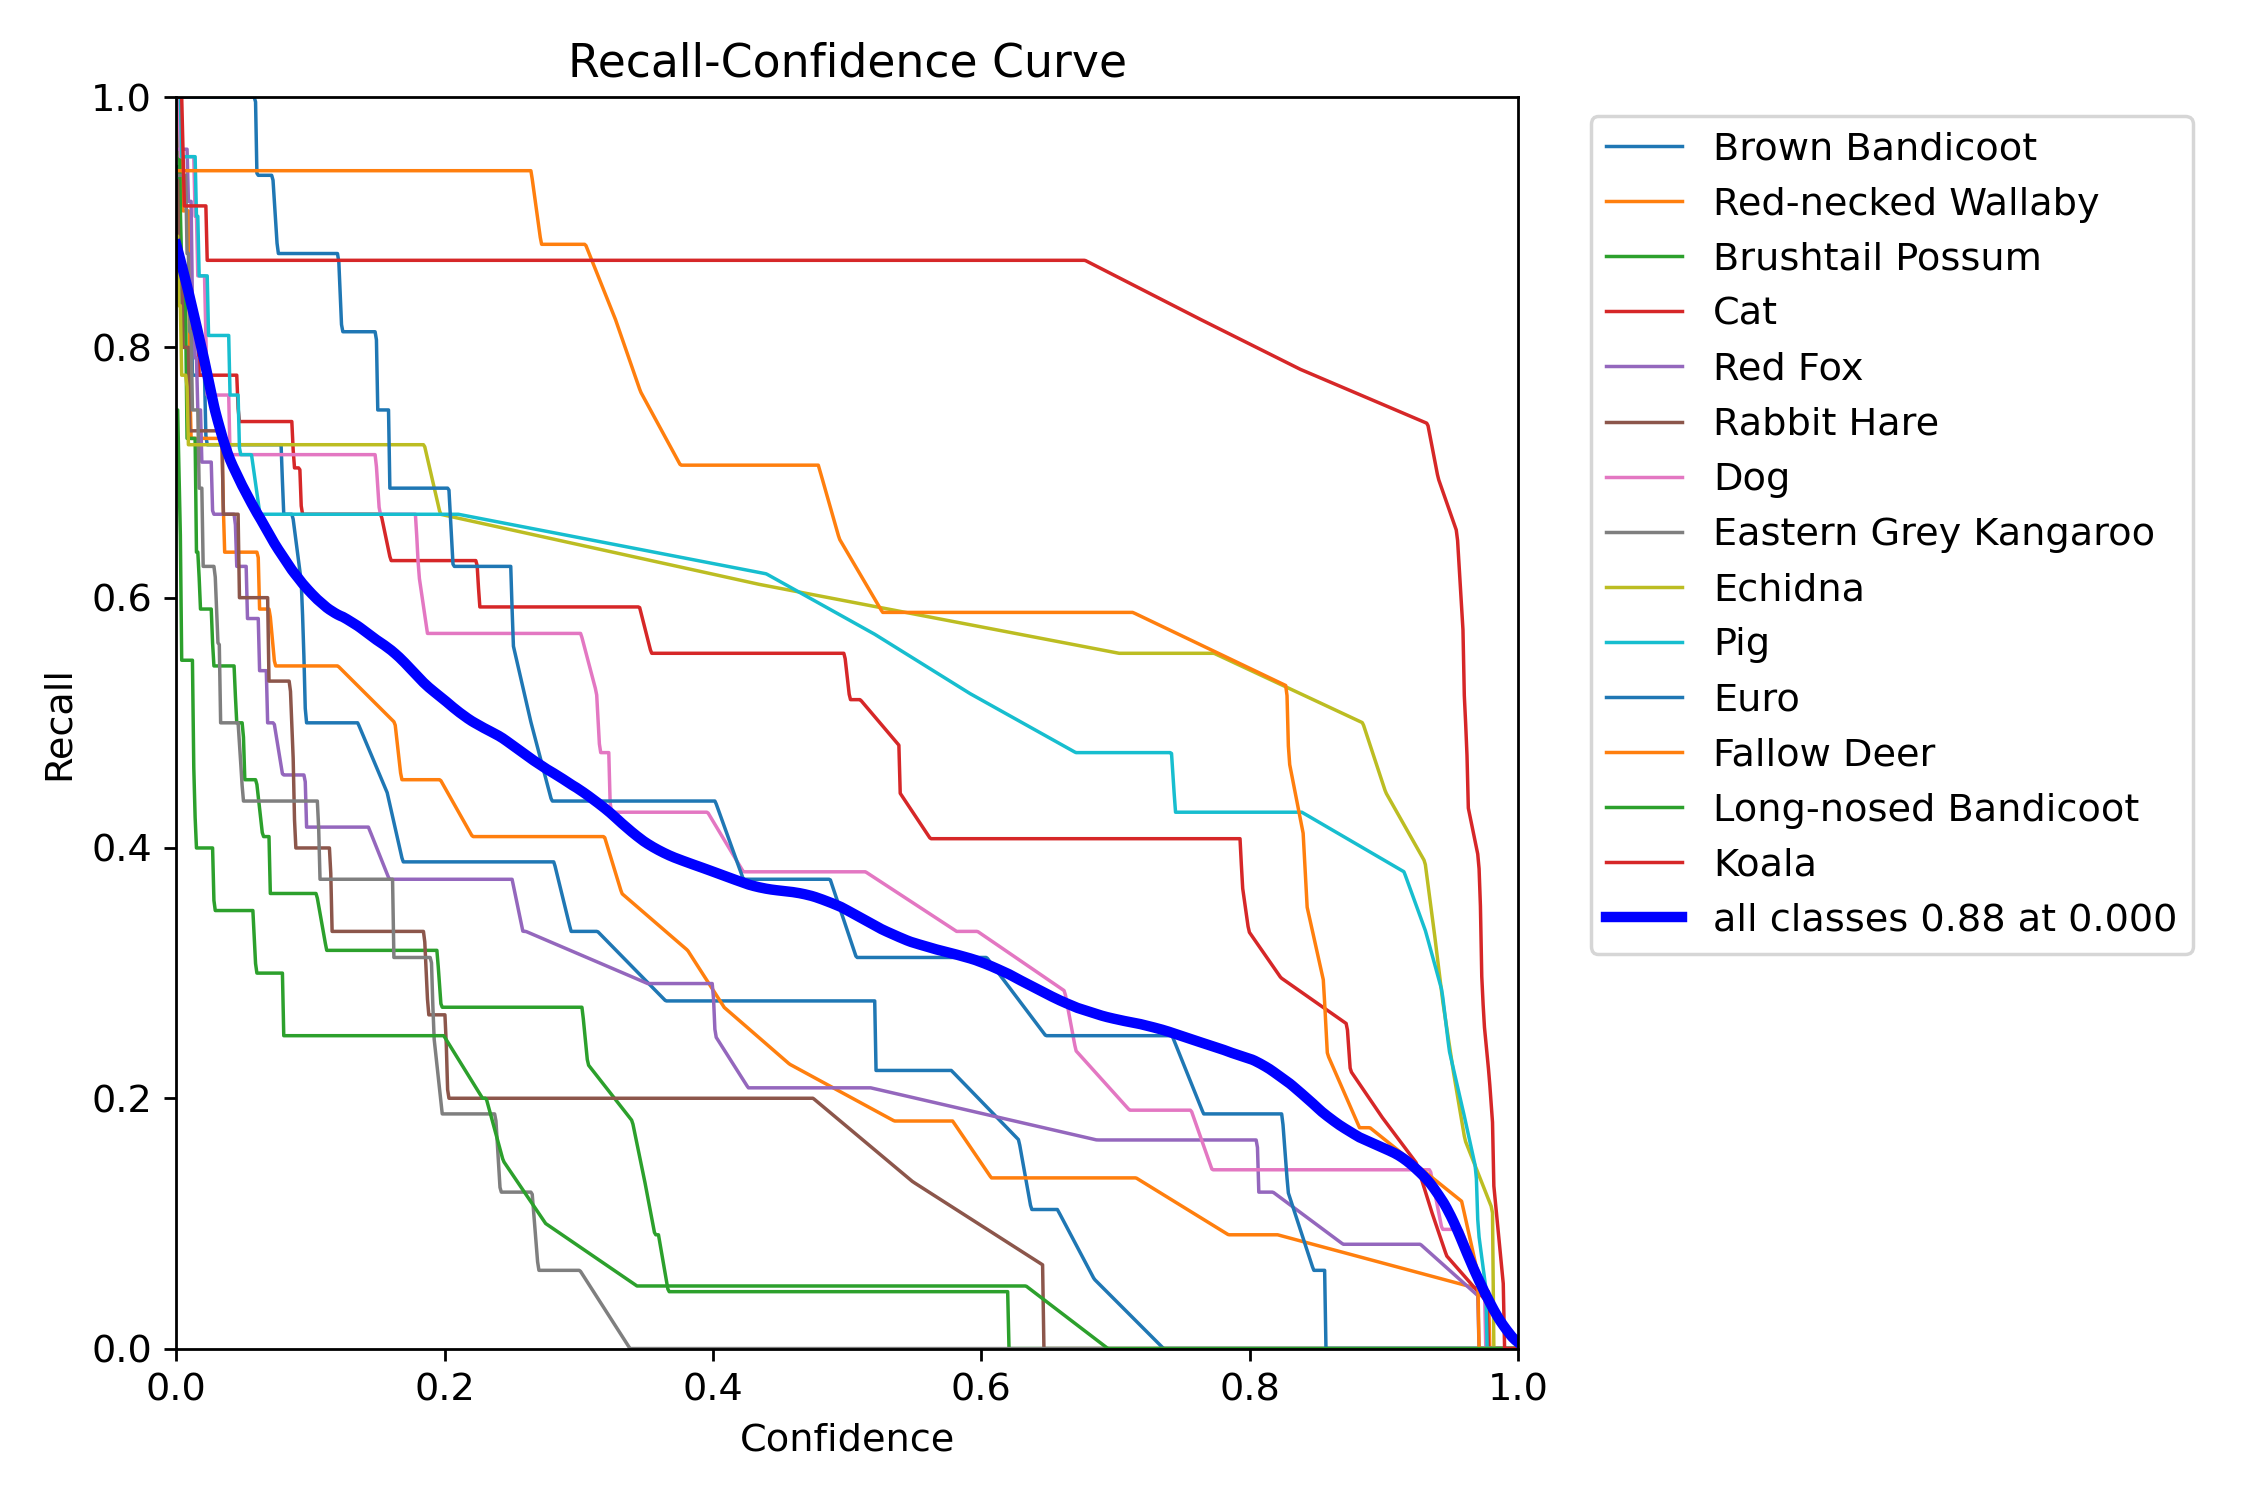 Recall-Confidence Curve
1.0
0.8
0.6
0.4
0.2
0.0
Recall
0.0 0.2 0.4 0.6 0.8 1.0
Confidence
Brown Bandicoot
Red-necked Wallaby
Brushtail Possum
Cat
Red Fox
Rabbit Hare
Dog
Eastern Grey Kangaroo
Echidna
Pig
Euro
Fallow Deer
Long-nosed Bandicoot
Koala
all classes 0.88 at 0.000